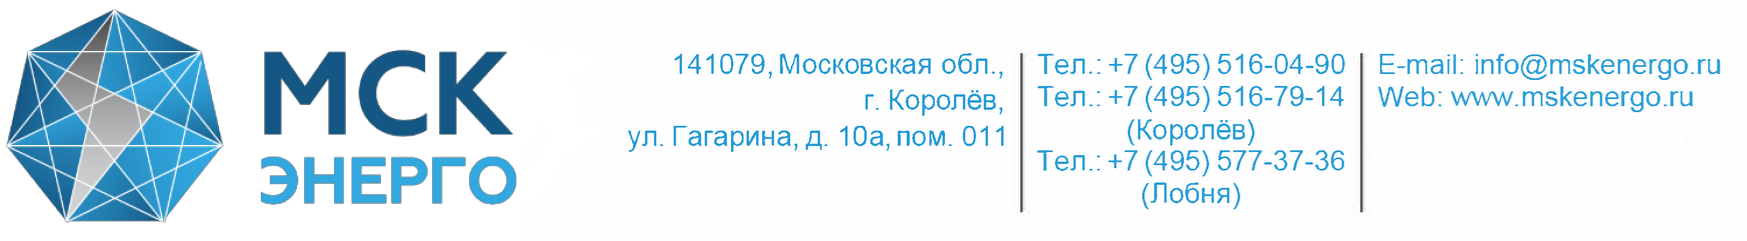 МСК
ЭНЕРГО
141079, Московская обл.,
г. Королёв,
ул. Гагарина, д. 10а, пом. 011
Тел.: +7 (495) 516-04-90
Тел.: +7 (495) 516-79-14
(Королёв)
Тел.: +7 (495) 577-37-36
(Лобня)
E-mail: info@mskenergo.ru
Web: www.mskenergo.ru